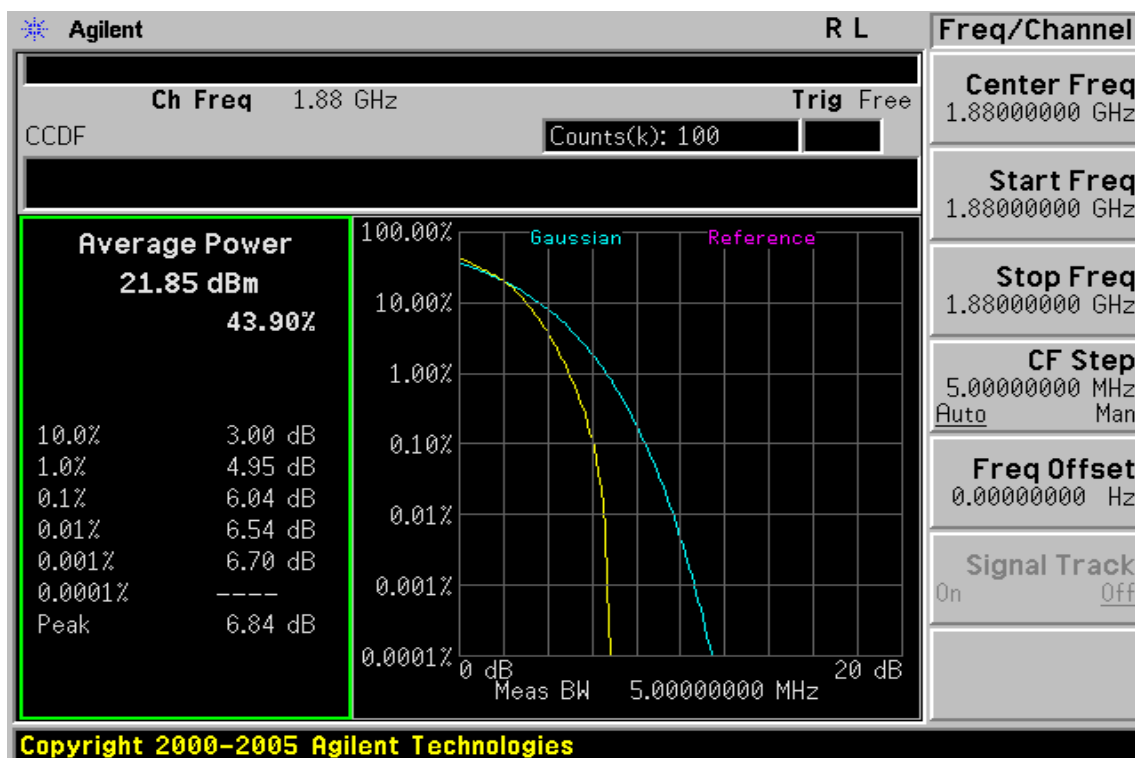 Agilent R L Freq/Channel
Ch Freq 1.88 GHz Trig Free
CCDF Counts(k): 100
Center Freq
1.88000000 GHz
Start Freq
1.88000000 GHz
Stop Freq
1.88000000 GHz
CF Step
5.00000000 MHz
Auto Man
Freq Offset
0.00000000 Hz
Signal Track
On Off
Average Power
21.85 dBm
43.90%
10.0% 3.00 dB
1.0% 4.95 dB
0.1% 6.04 dB
0.01% 6.54 dB
0.001% 6.70 dB
0.0001% ----
Peak 6.84 dB
Gaussian Reference
100.00%
10.00%
1.00%
0.10%
0.01%
0.001%
0.0001%
0 dB 20 dB
Meas BW 5.00000000 MHz
Copyright 2000-2005 Agilent Technologies